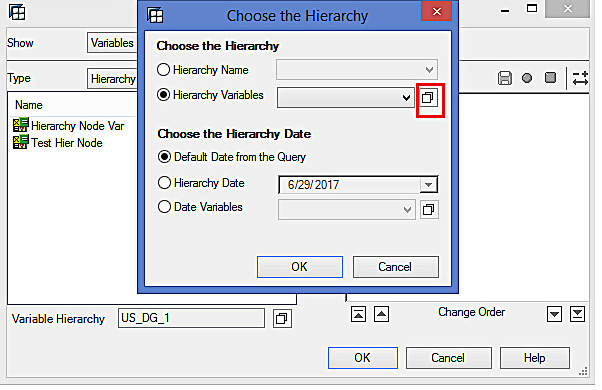 Choose the Hierarchy
Show Variables
Type Hierarchy
Name
Hierarchy Node Var
Test Hier Node
Choose the Hierarchy
Hierarchy Name
Hierarchy Variables
Choose the Hierarchy Date
Default Date from the Query
Hierarchy Date 6/29/2017
Date Variables
OK Cancel
Variable Hierarchy US_DG_1 Change Order
OK Cancel Help